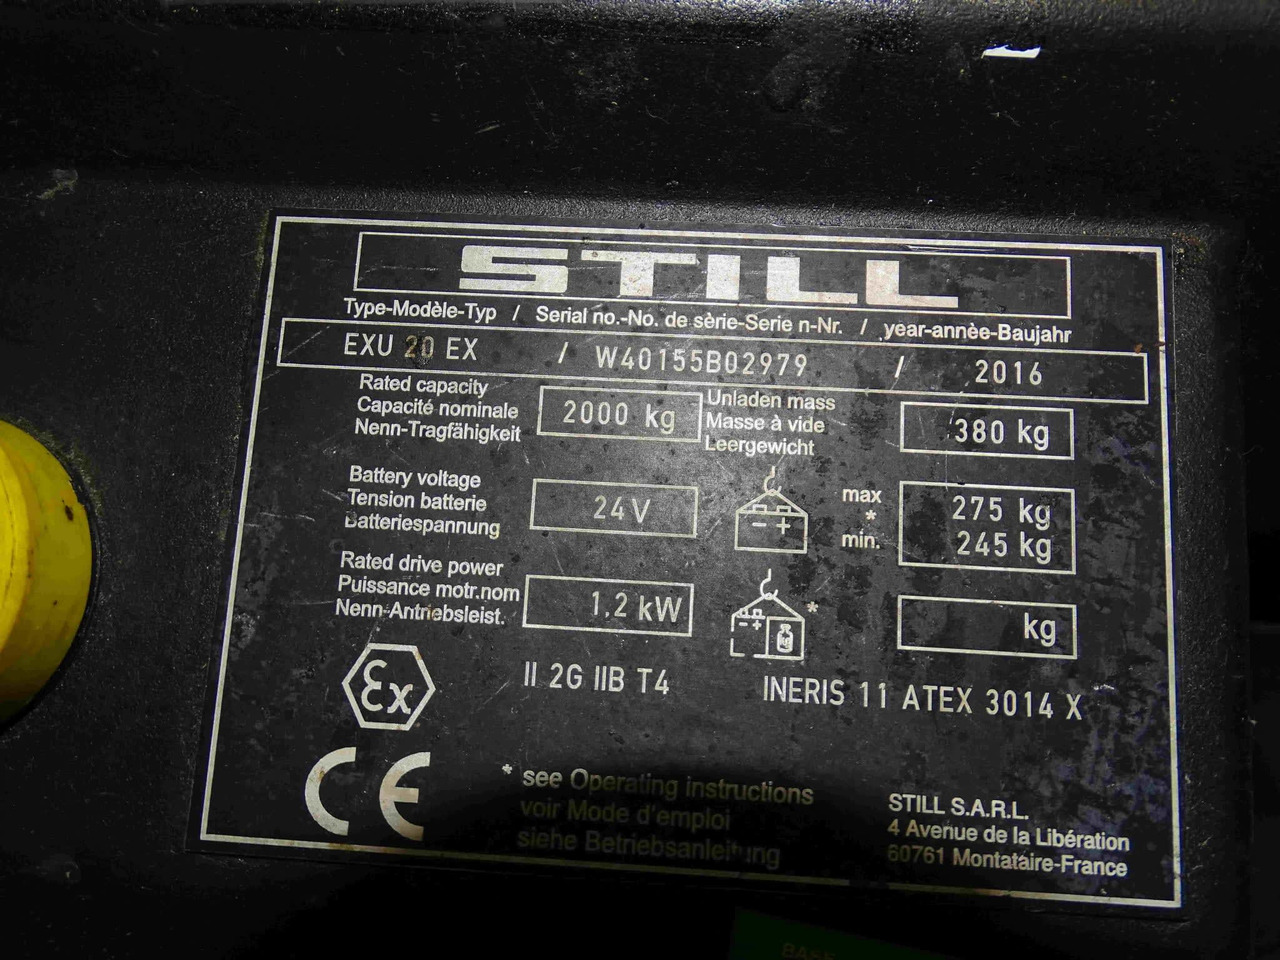 STILL
Type-Modèle-Typ / Serial no.-No. de sèrie-Serie n-Nr. / year-annèe-Baujahr
EXU 20 EX / W40155B02979 / 2016
Rated capacity
Capacité nominale
Nenn-Tragfähigkeit
2000 kg
Unladen mass
Masse à vide
Leergewicht
380 kg
Battery voltage
Tension batterie
Batteriespannung
24V
- +
max
*
min.
275 kg
245 kg
Rated drive power
Puissance motr.nom
Nenn-Antriebsleist.
1,2 kW
- +
kg
*
kg
Ex
II 2G IIB T4
INERIS 11 ATEX 3014 X
CE
* see Operating instructions
voir Mode d'emploi
siehe Betriebsanleitung
STILL S.A.R.L.
4 Avenue de la Libération
60761 Montataire-France